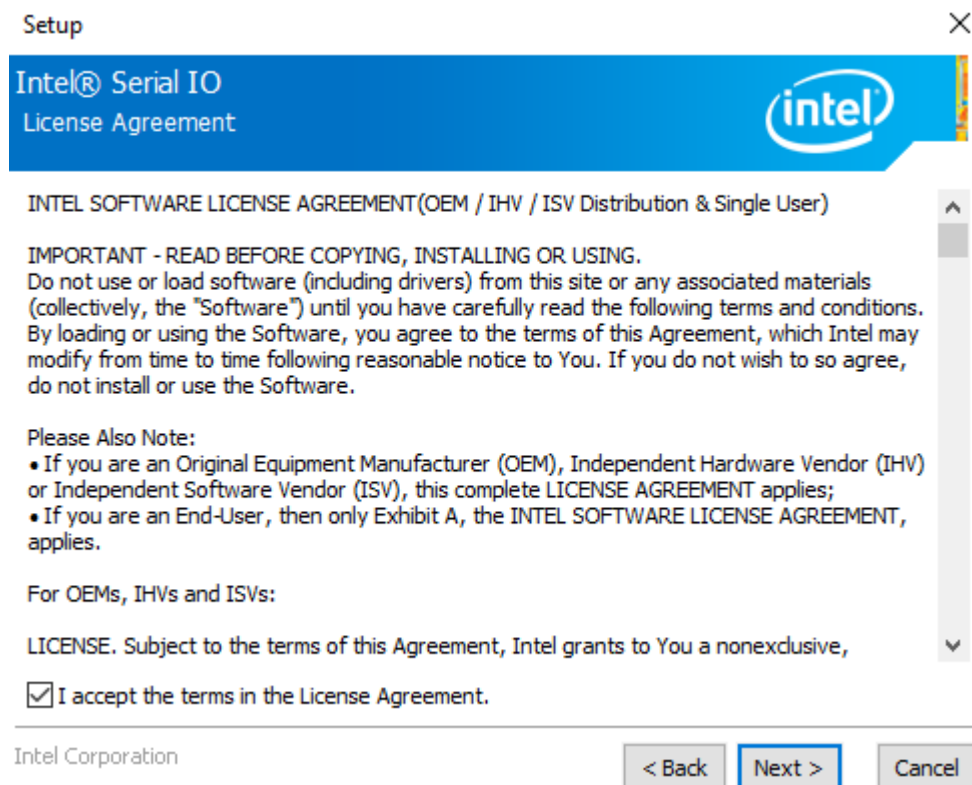 Setup
Intel® Serial IO
License Agreement
intel
INTEL SOFTWARE LICENSE AGREEMENT(OEM / IHV / ISV Distribution & Single User)
IMPORTANT - READ BEFORE COPYING, INSTALLING OR USING.
Do not use or load software (including drivers) from this site or any associated materials
(collectively, the "Software") until you have carefully read the following terms and conditions.
By loading or using the Software, you agree to the terms of this Agreement, which Intel may
modify from time to time following reasonable notice to You. If you do not wish to so agree,
do not install or use the Software.
Please Also Note:
• If you are an Original Equipment Manufacturer (OEM), Independent Hardware Vendor (IHV)
or Independent Software Vendor (ISV), this complete LICENSE AGREEMENT applies;
• If you are an End-User, then only Exhibit A, the INTEL SOFTWARE LICENSE AGREEMENT,
applies.
For OEMs, IHVs and ISVs:
LICENSE. Subject to the terms of this Agreement, Intel grants to You a nonexclusive,
I accept the terms in the License Agreement.
Intel Corporation
< Back Next > Cancel